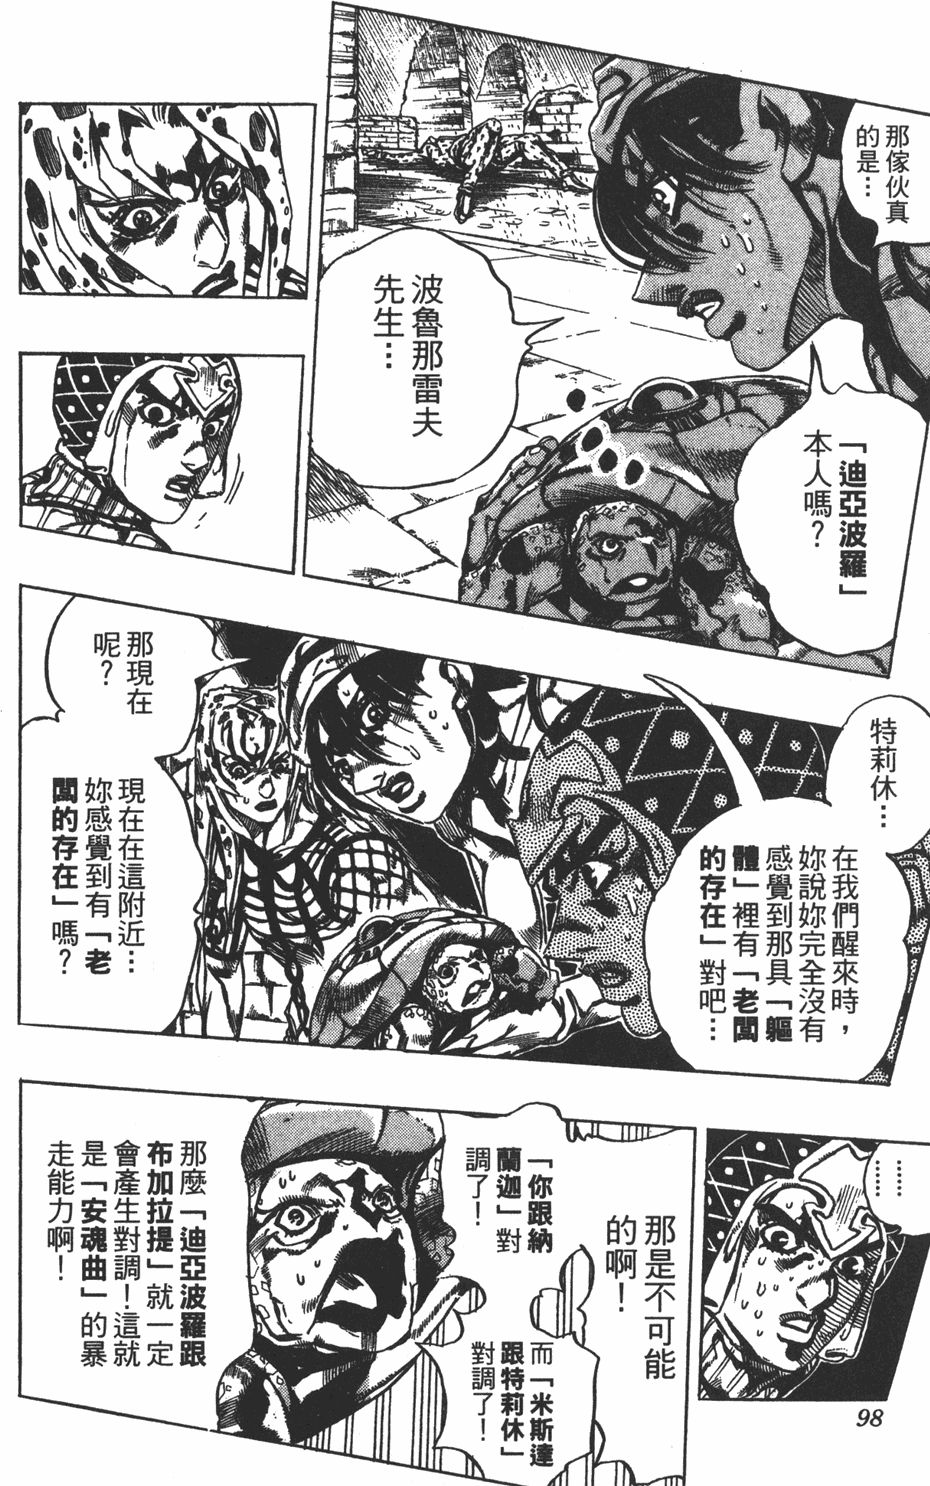 那傢伙真
的是…
「迪亞波羅」
本人嗎?
波魯那雷夫
先生…
特莉休…
在我們醒來時,
妳說妳完全沒有
感覺到那具「軀
體」裡有「老闆
的存在」對吧…
那現在
呢?
現在在這附近…
妳感覺到有「老
闆的存在」嗎?
……
……
那是不可能
的啊!
「你跟納
蘭迦」對
調了!
而「米斯達
跟特莉休」
對調了!
那麼「迪亞波羅跟
布加拉提」就一定
會產生對調!這就
是「安魂曲」的暴
走能力啊!
98